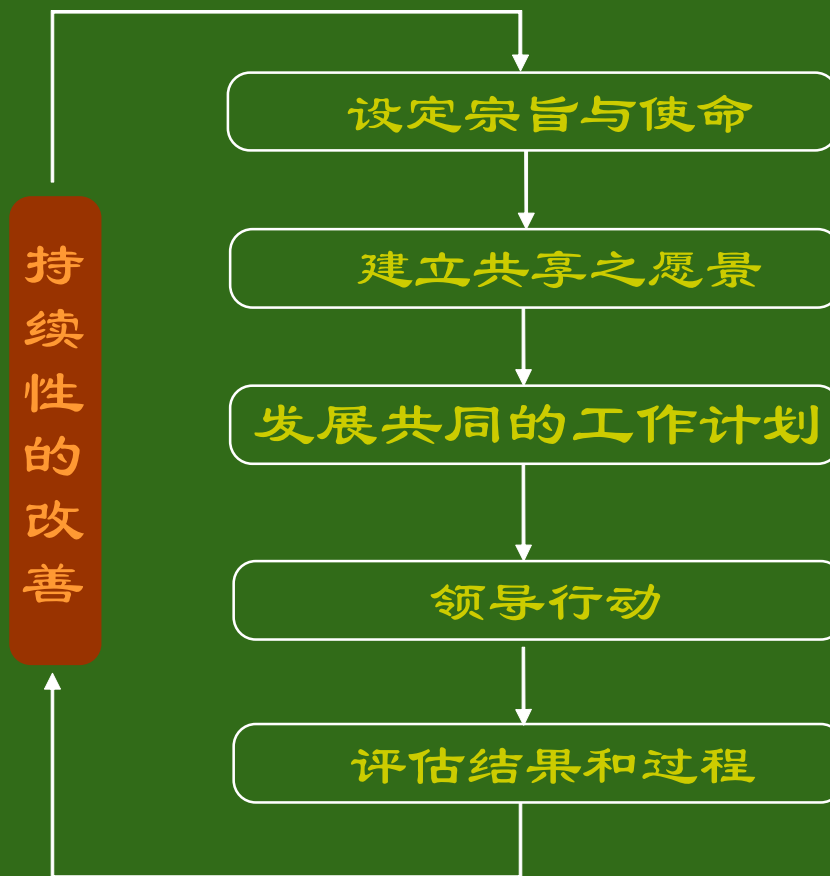 设定宗旨与使命
建立共享之愿景
发展共同的工作计划
领导行动
评估结果和过程
持续性的改善